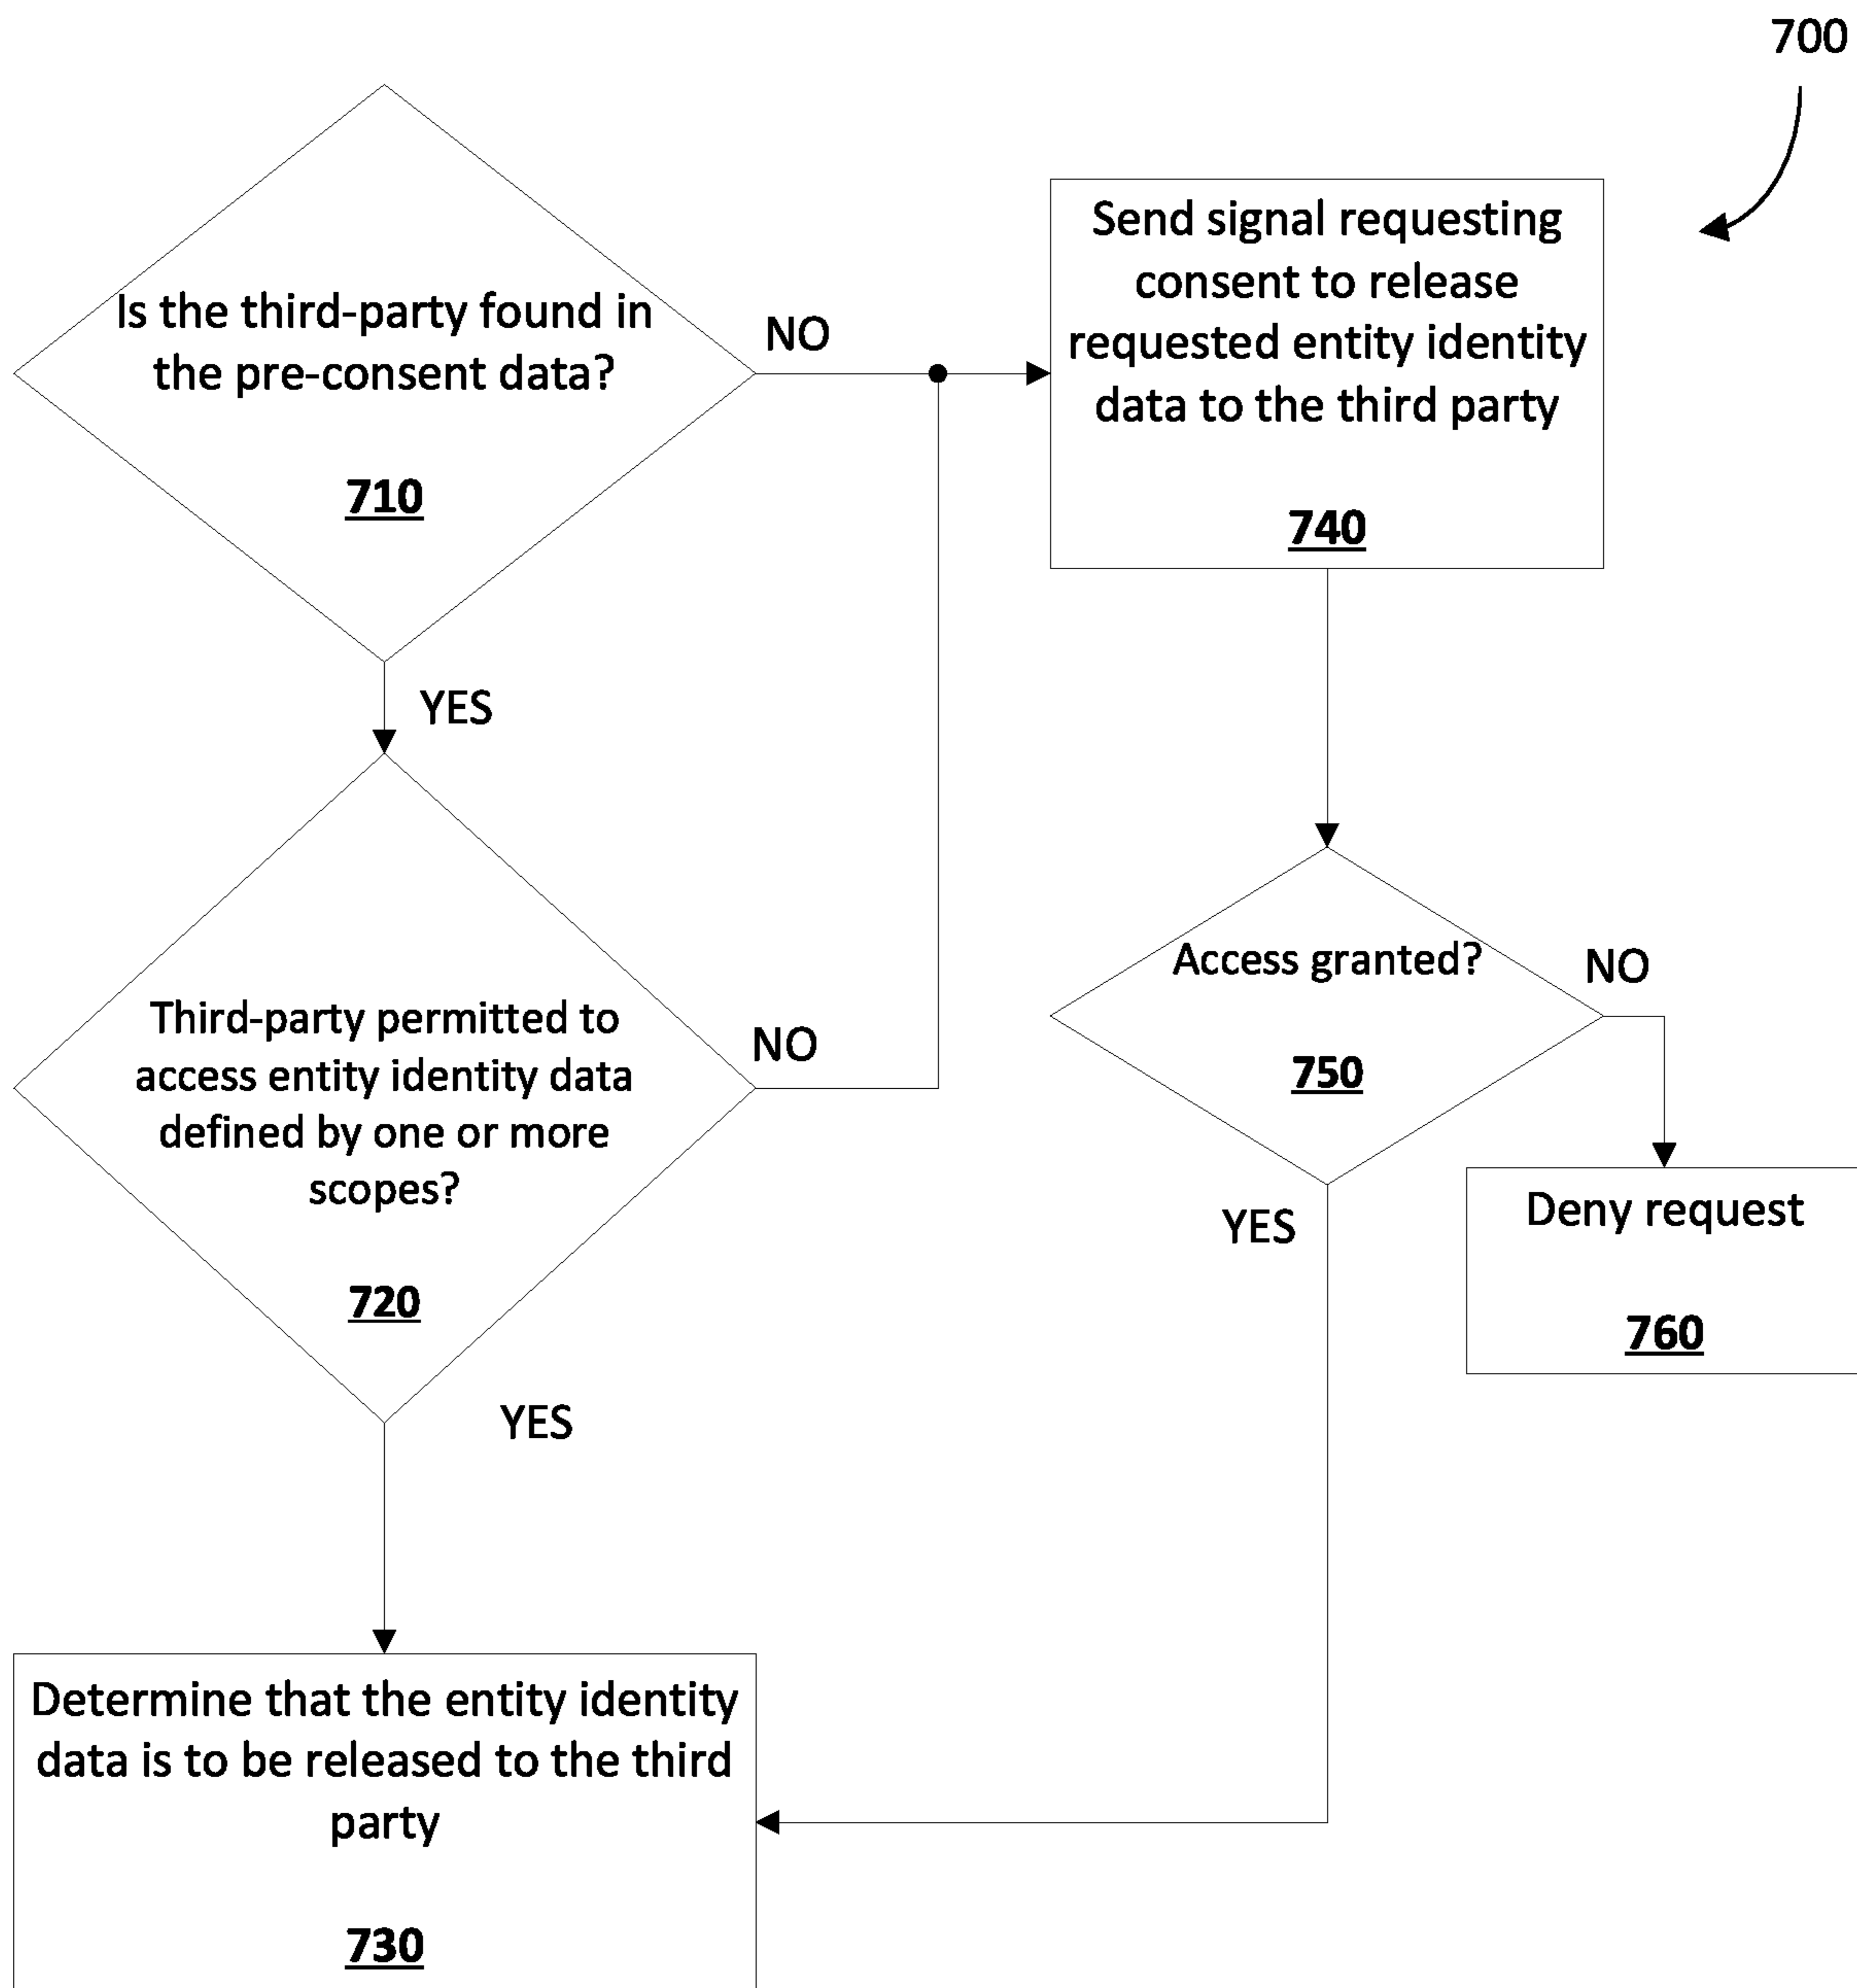 700
Is the third-party found in
the pre-consent data?
710
NO
Send signal requesting
consent to release
requested entity identity
data to the third party
740
YES
Third-party permitted to
access entity identity data
defined by one or more
scopes?
720
NO
Access granted?
750
NO
YES
Deny request
760
YES
Determine that the entity identity
data is to be released to the third
party
730